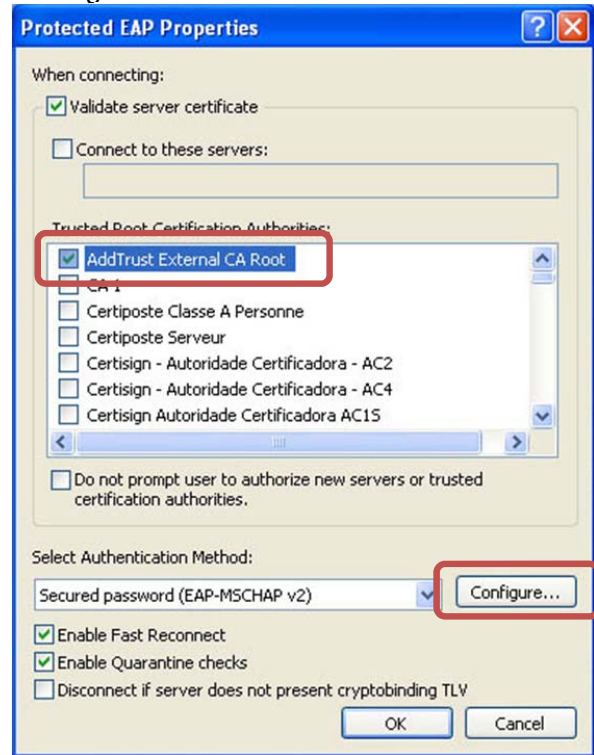 Protected EAP Properties
When connecting:
Validate server certificate
Connect to these servers:
Trusted Root Certification Authorities:
AddTrust External CA Root
CA 1
Certiposte Classe A Personne
Certiposte Serveur
Certisign - Autoridade Certificadora - AC2
Certisign - Autoridade Certificadora - AC4
Certisign Autoridade Certificadora AC1S
Do not prompt user to authorize new servers or trusted
certification authorities.
Select Authentication Method:
Secured password (EAP-MSCHAP v2)
Configure...
Enable Fast Reconnect
Enable Quarantine checks
Disconnect if server does not present cryptobinding TLV
OK
Cancel